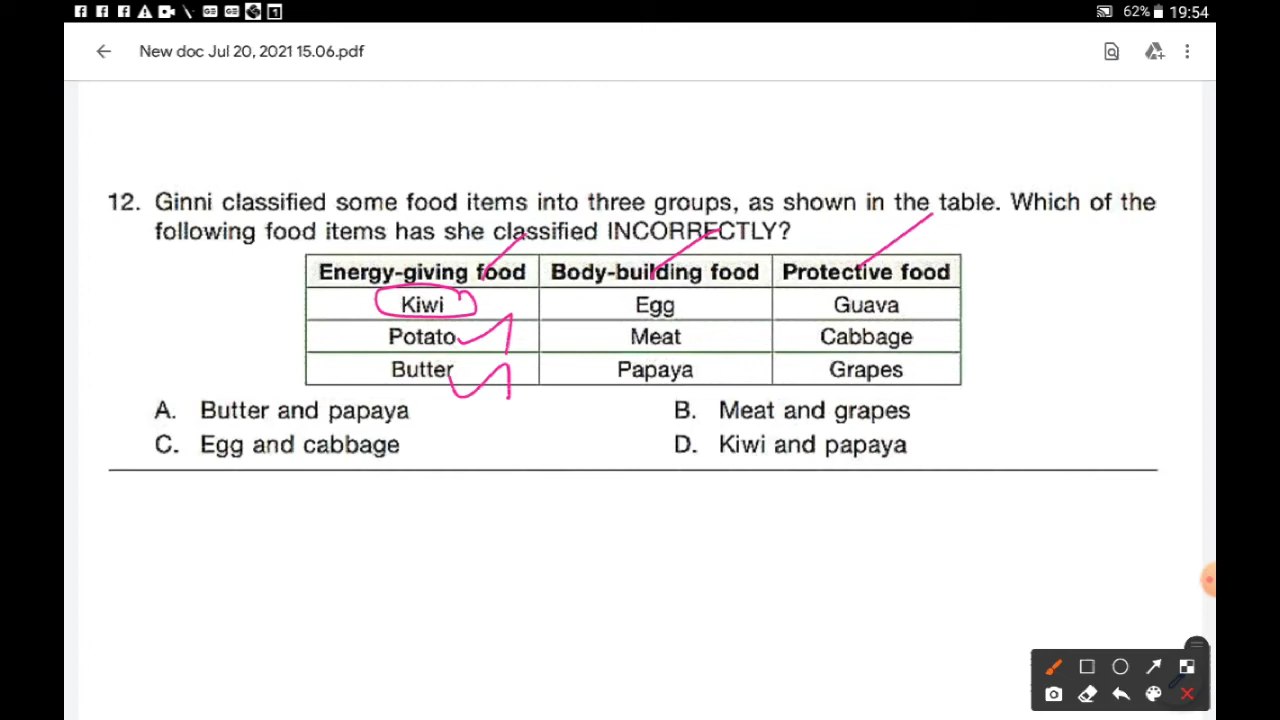 62% 19:54
New doc Jul 20, 2021 15.06.pdf
12. Ginni classified some food items into three groups, as shown in the table. Which of the
following food items has she classified INCORRECTLY?
Energy-giving food Body-building food Protective food
Kiwi Egg Guava
Potato Meat Cabbage
Butter Papaya Grapes
A. Butter and papaya B. Meat and grapes
C. Egg and cabbage D. Kiwi and papaya